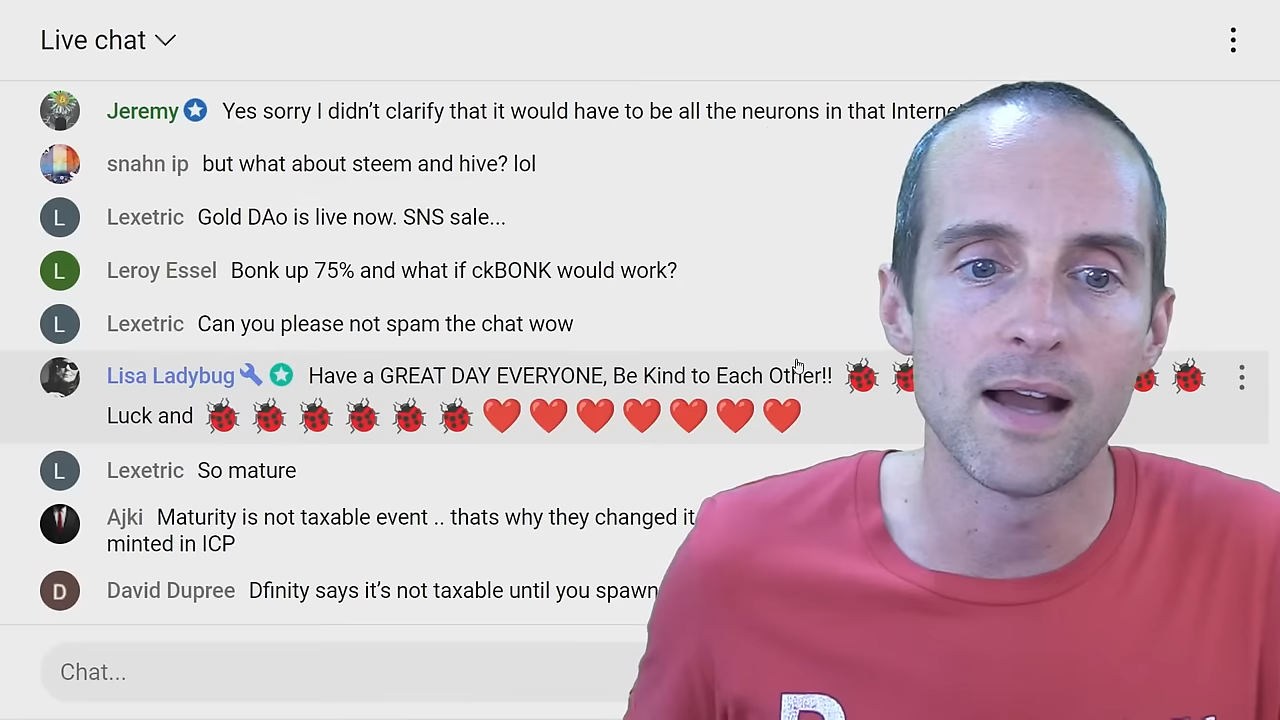 Live chat
Jeremy Yes sorry I didn’t clarify that it would have to be all the neurons in that
snahn ip but what about steem and hive? lol
Lexetric Gold DAo is live now. SNS sale...
Leroy Essel Bonk up 75% and what if ckBONK would work?
Lexetric Can you please not spam the chat wow
Lisa Ladybug Have a GREAT DAY EVERYONE, Be Kind to Each Other!!
Luck and
Lexetric So mature
Ajki Maturity is not taxable event .. thats why they changed it
minted in ICP
David Dupree Dfinity says it’s not taxable until you spawn
Chat...